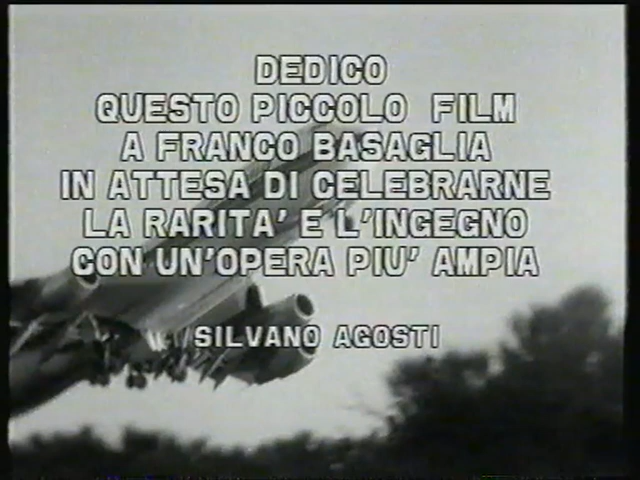 DEDICO
QUESTO PICCOLO FILM
A FRANCO BASAGLIA
IN ATTESA DI CELEBRARNE
LA RARITA' E L'INGEGNO
CON UN'OPERA PIU' AMPIA
SILVANO AGOSTI